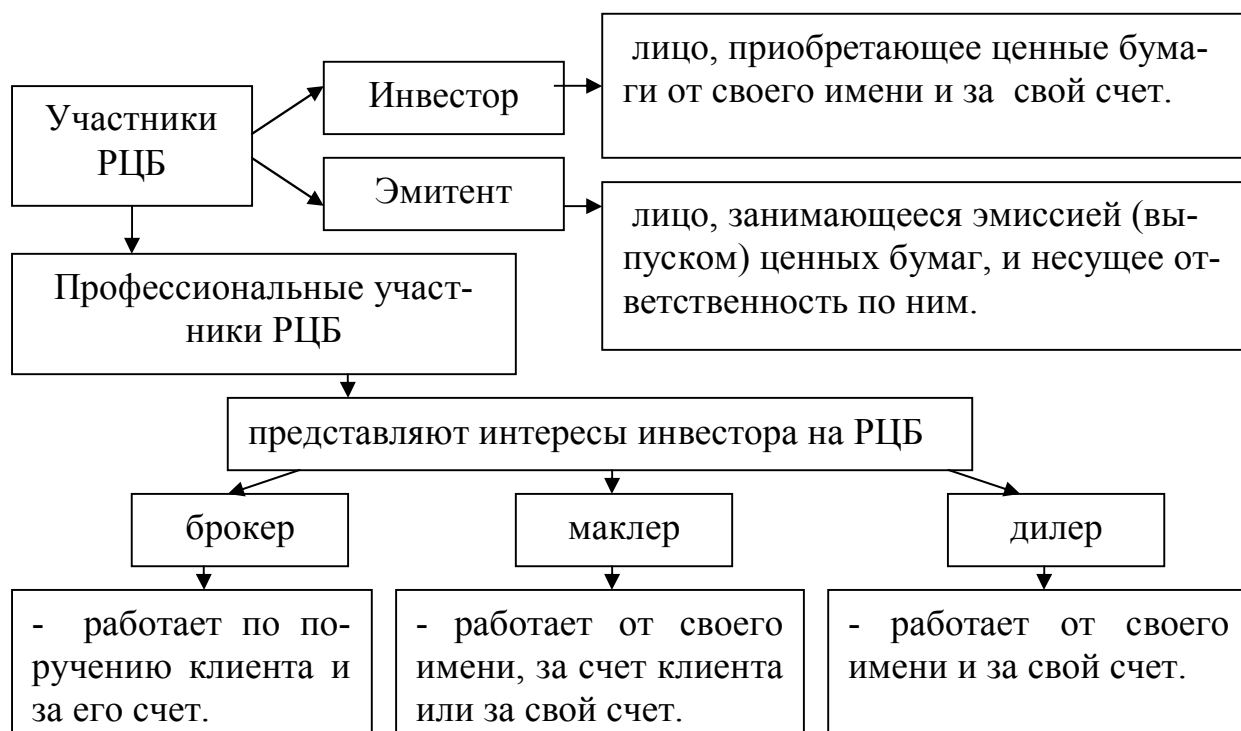 Участники
РЦБ
Инвестор
лицо, приобретающее ценные бума-
ги от своего имени и за свой счет.
Эмитент
лицо, занимающееся эмиссией (вы-
пуском) ценных бумаг, и несущее от-
ветственность по ним.
Профессиональные участ-
ники РЦБ
представляют интересы инвестора на РЦБ
брокер
маклер
дилер
- работает по по-
ручению клиента и
за его счет.
- работает от своего
имени, за счет клиента
или за свой счет.
- работает от своего
имени и за свой счет.